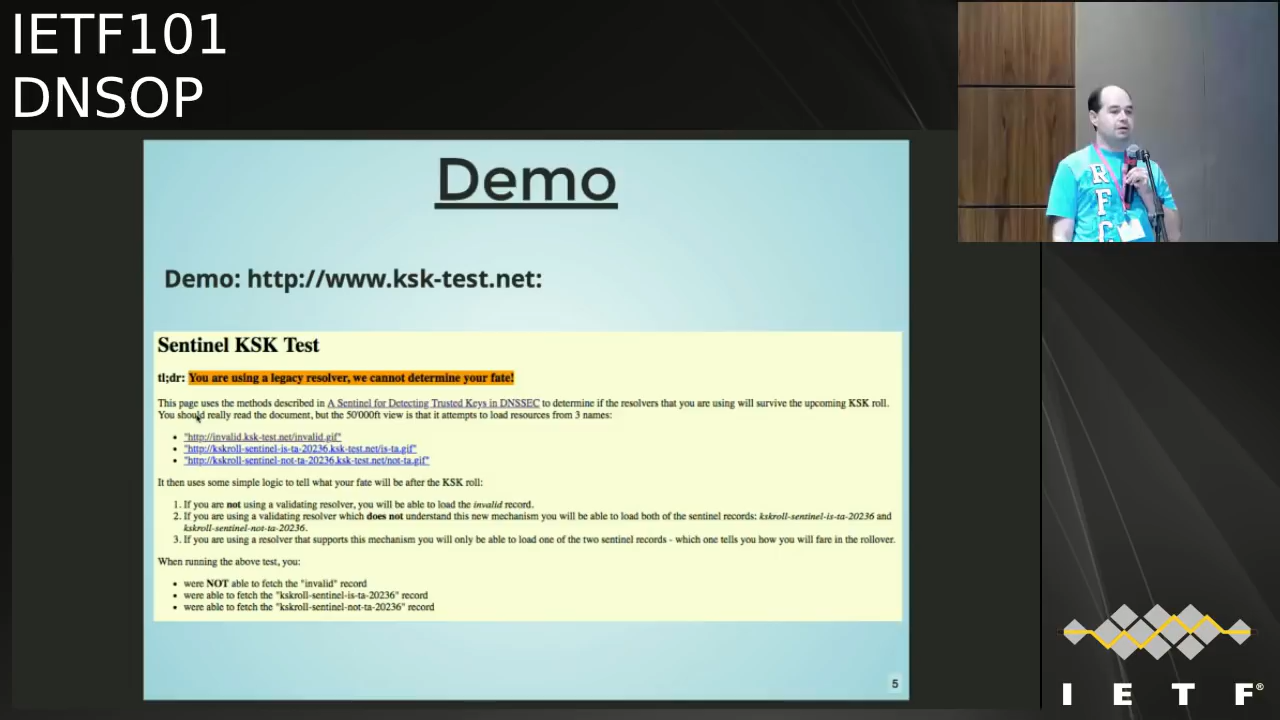 IETF101
DNSOP
Demo
Demo: http://www.ksk-test.net:
Sentinel KSK Test
tl;dr: You are using a legacy resolver, we cannot determine your fate!
This page uses the methods described in A Sentinel for Detecting Trusted Keys in DNSSEC to determine if the resolvers that you are using will survive the upcoming KSK roll.
You should really read the document, but the 50'000ft view is that it attempts to load resources from 3 names:
• "http://invalid.ksk-test.net/invalid.gif"
• "http://kskroll-sentinel-is-ta-20236.ksk-test.net/is-ta.gif"
• "http://kskroll-sentinel-not-ta-20236.ksk-test.net/not-ta.gif"
It then uses some simple logic to tell what your fate will be after the KSK roll:
1. If you are not using a validating resolver, you will be able to load the invalid record.
2. If you are using a validating resolver which does not understand this new mechanism you will be able to load both of the sentinel records: kskroll-sentinel-is-ta-20236 and
kskroll-sentinel-not-ta-20236.
3. If you are using a resolver that supports this mechanism you will only be able to load one of the two sentinel records - which one tells you how you will fare in the rollover.
When running the above test, you:
• were NOT able to fetch the "invalid" record
• were able to fetch the "kskroll-sentinel-is-ta-20236" record
• were able to fetch the "kskroll-sentinel-not-ta-20236" record
5
R
F
C
I E T F®